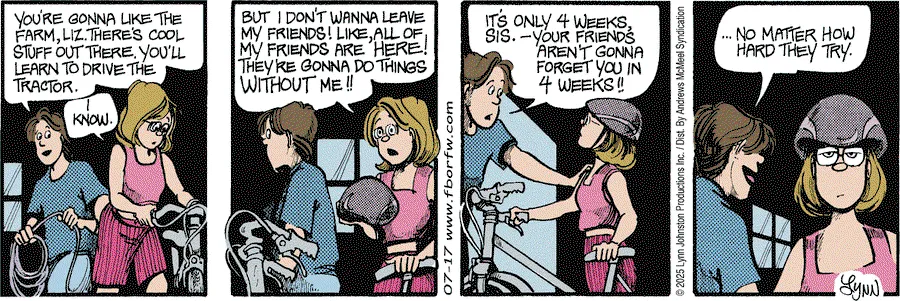 YOU'RE GONNA LIKE THE
FARM, LIZ. THERE'S COOL
STUFF OUT THERE. YOU'LL
LEARN TO DRIVE THE
TRACTOR.
I
KNOW.
BUT I DON'T WANNA LEAVE
MY FRIENDS! LIKE, ALL OF
MY FRIENDS ARE HERE!
THEY'RE GONNA DO THINGS
WITHOUT ME!!
07-17 www.fborfw.com
IT'S ONLY 4 WEEKS,
SIS. —YOUR FRIENDS
AREN'T GONNA
FORGET YOU IN
4 WEEKS!!
© 2025 Lynn Johnston Productions Inc. / Dist. By Andrews McMeel Syndication
...NO MATTER HOW
HARD THEY TRY.
LYNN